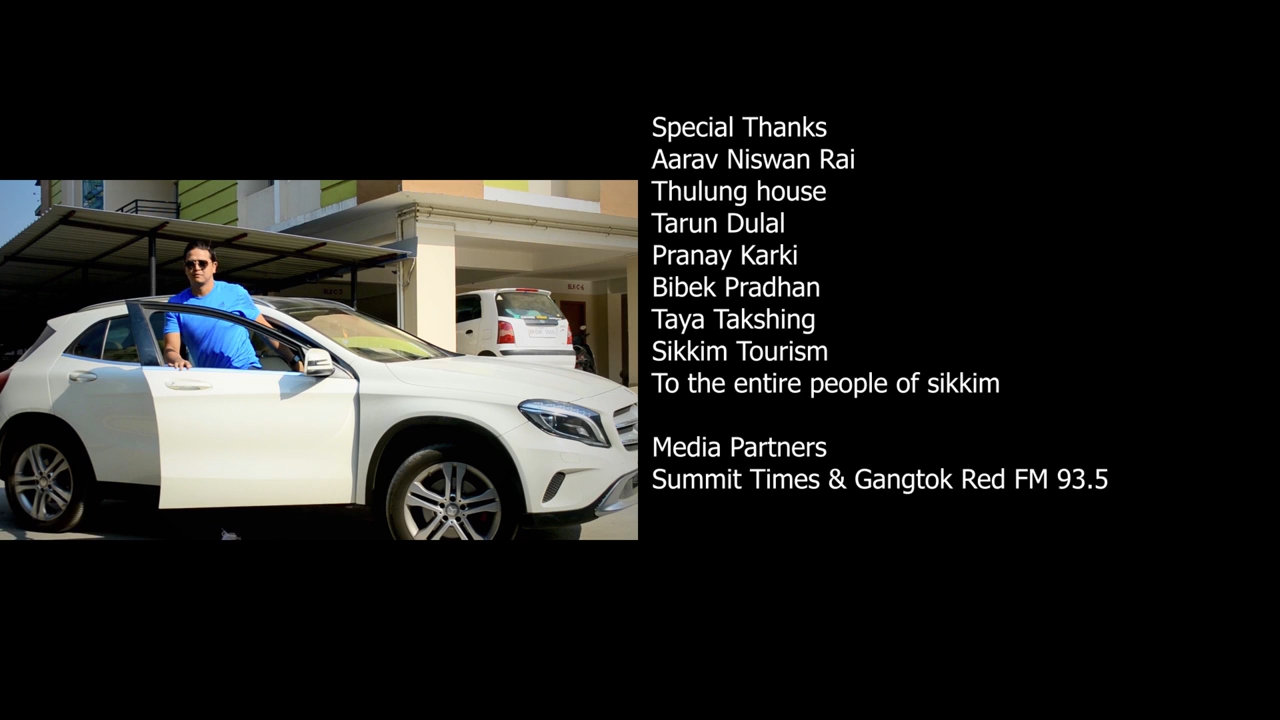 Special Thanks
Aarav Niswan Rai
Thulung house
Tarun Dulal
Pranay Karki
Bibek Pradhan
Taya Takshing
Sikkim Tourism
To the entire people of sikkim
Media Partners
Summit Times & Gangtok Red FM 93.5